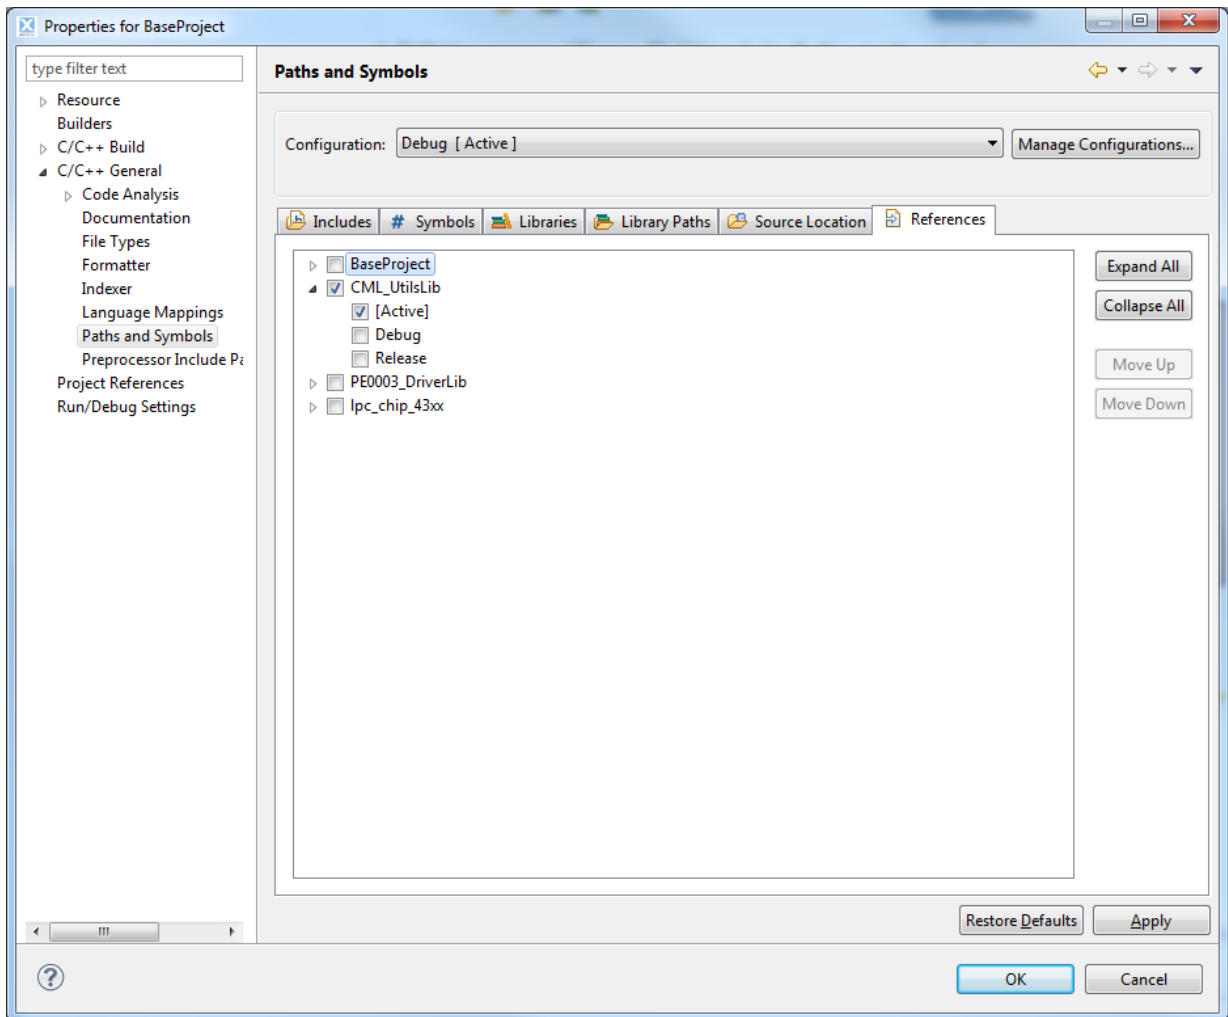 Properties for BaseProject
type filter text
Resource
Builders
C/C++ Build
C/C++ General
Code Analysis
Documentation
File Types
Formatter
Indexer
Language Mappings
Paths and Symbols
Preprocessor Include Pa
Project References
Run/Debug Settings
Paths and Symbols
Configuration: Debug [ Active ] Manage Configurations...
Includes # Symbols Libraries Library Paths Source Location References
BaseProject
CML_UtilsLib
[Active]
Debug
Release
PE0003_DriverLib
lpc_chip_43xx
Expand All
Collapse All
Move Up
Move Down
Restore Defaults Apply
OK Cancel